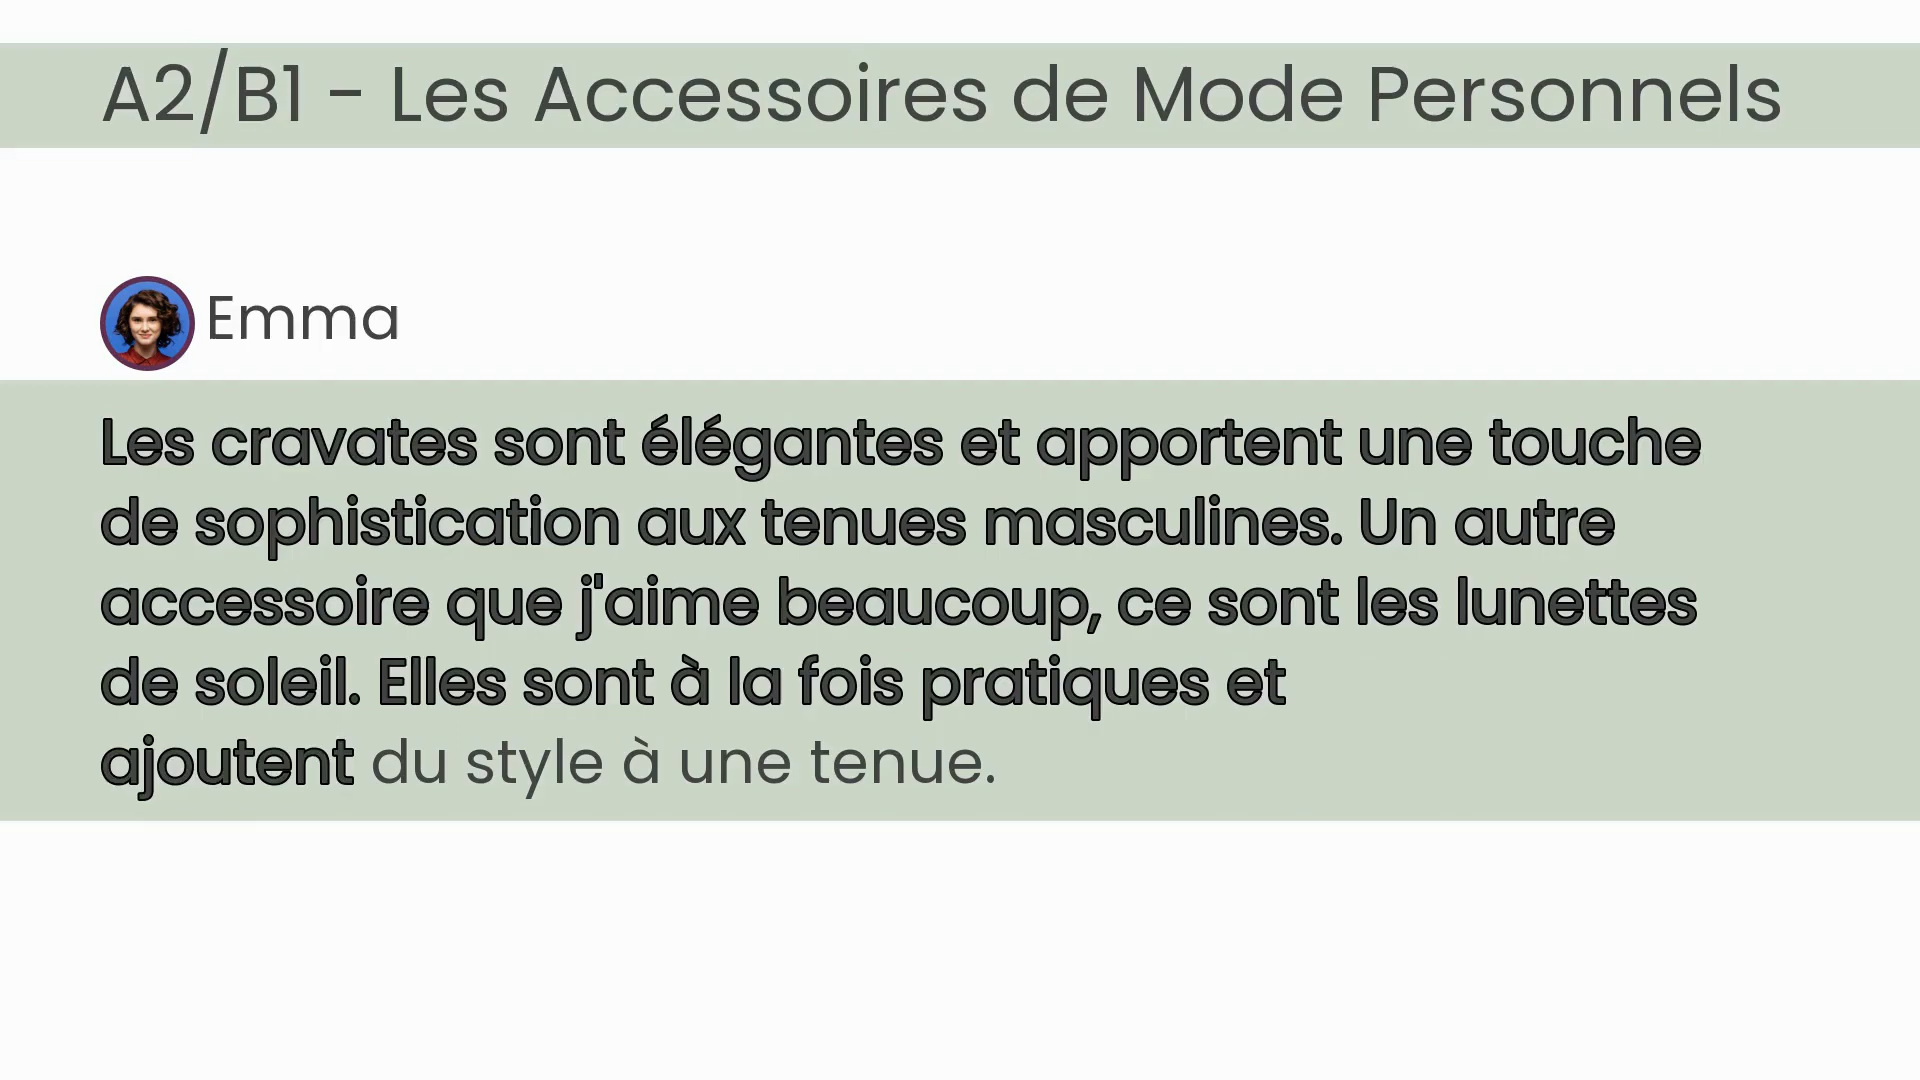 A2/B1 - Les Accessoires de Mode Personnels
Emma
Les cravates sont élégantes et apportent une touche
de sophistication aux tenues masculines. Un autre
accessoire que j'aime beaucoup, ce sont les lunettes
de soleil. Elles sont à la fois pratiques et
ajoutent du style à une tenue.